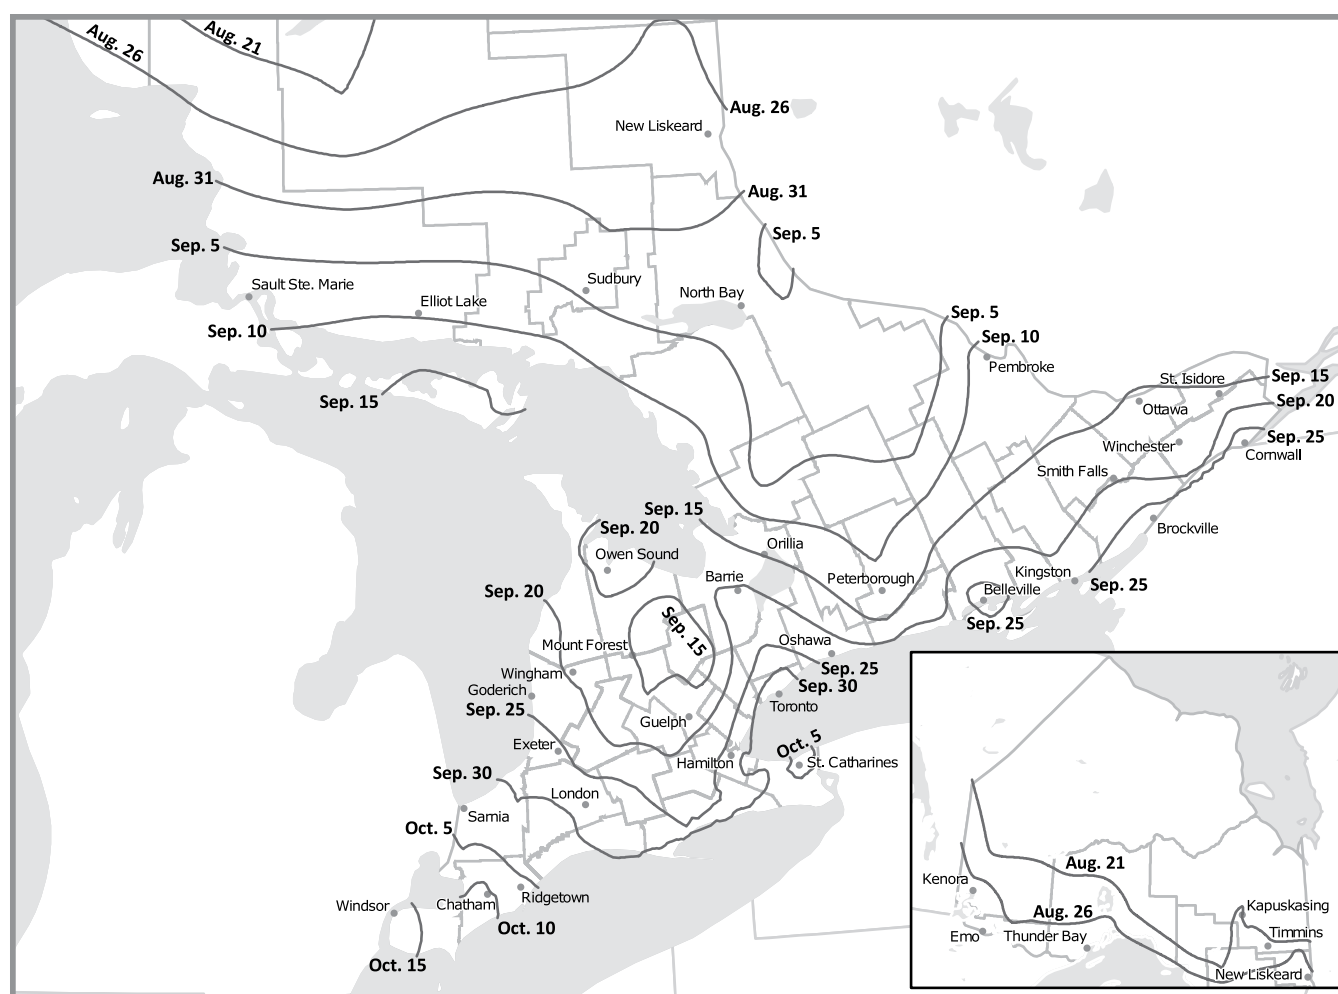 Aug. 26
Aug. 21
Aug. 26
New Liskeard
Aug. 31
Aug. 31
Sep. 5
Sep. 5
Sault Ste. Marie
Sudbury
Elliot Lake
North Bay
Sep. 10
Sep. 5
Sep. 10
Pembroke
Sep. 15
St. Isidore
Sep. 15
Ottawa
Sep. 20
Winchester
Sep. 25
Cornwall
Smith Falls
Sep. 15
Sep. 20
Brockville
Owen Sound
Orillia
Barrie
Peterborough
Kingston
Belleville
Sep. 25
Sep. 20
Sep. 25
Sep. 15
Mount Forest
Oshawa
Wingham
Sep. 25
Goderich
Sep. 30
Toronto
Sep. 25
Guelph
Exeter
Oct. 5
Hamilton
St. Catharines
Sep. 30
London
Sarnia
Oct. 5
Ridgetown
Windsor
Chatham
Oct. 10
Oct. 15
Aug. 21
Kenora
Aug. 26
Kapuskasing
Emo
Thunder Bay
Timmins
New Liskeard